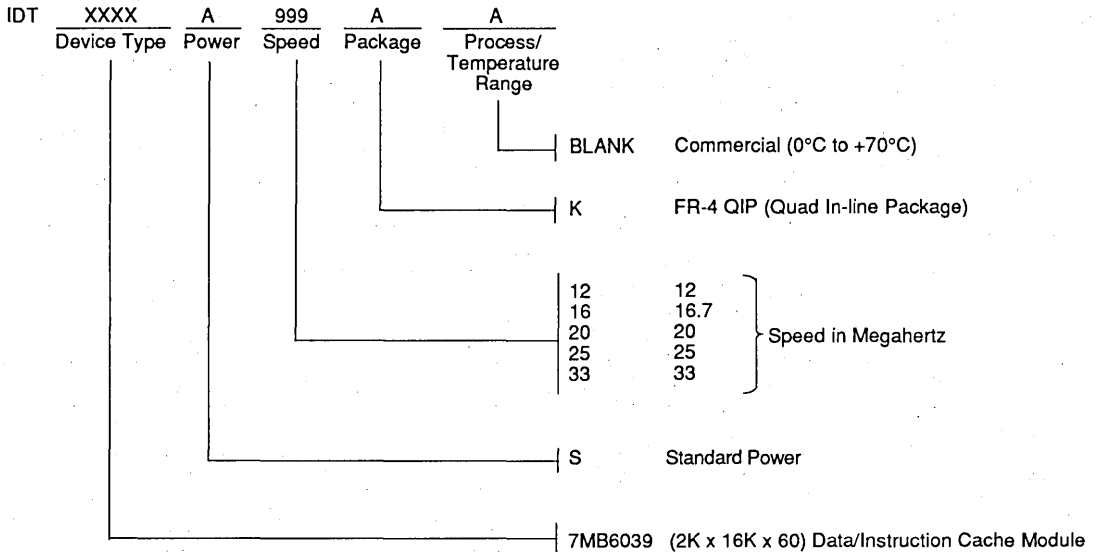 IDT XXXX A 999 A A
Device Type Power Speed Package Process/
Temperature
Range
BLANK Commercial (0°C to +70°C)
K FR-4 QIP (Quad In-line Package)
12 12
16 16.7
20 20
25 25
33 33
Speed in Megahertz
S Standard Power
7MB6039 (2K x 16K x 60) Data/Instruction Cache Module